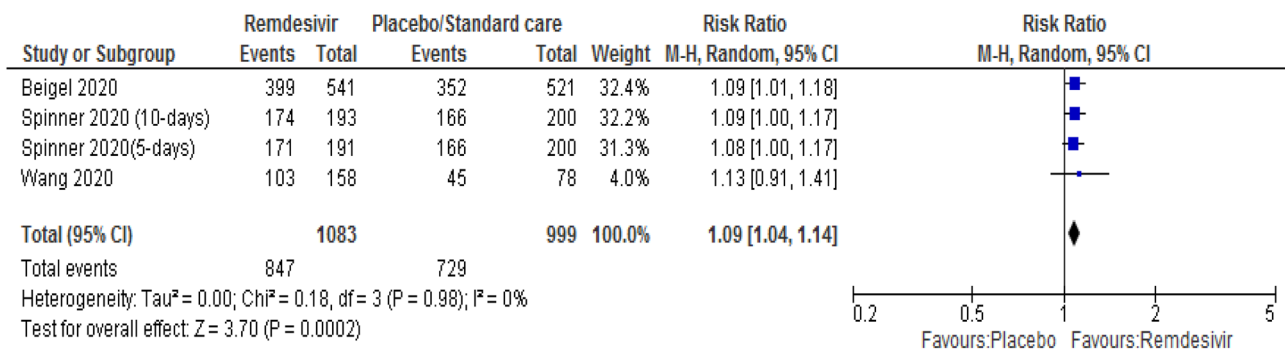 Remdesivir Placebo/Standard care Risk Ratio Risk Ratio
Study or Subgroup Events Total Events Total Weight M-H, Random, 95% CI M-H, Random, 95% CI
Beigel 2020 399 541 352 521 32.4% 1.09 [1.01, 1.18]
Spinner 2020 (10-days) 174 193 166 200 32.2% 1.09 [1.00, 1.17]
Spinner 2020(5-days) 171 191 166 200 31.3% 1.08 [1.00, 1.17]
Wang 2020 103 158 45 78 4.0% 1.13 [0.91, 1.41]
Total (95% CI) 1083 999 100.0% 1.09 [1.04, 1.14]
Total events 847 729
Heterogeneity: Tau² = 0.00; Chi² = 0.18, df = 3 (P = 0.98); I² = 0%
Test for overall effect: Z = 3.70 (P = 0.0002)
0.2 0.5 1 2 5
Favours:Placebo Favours:Remdesivir